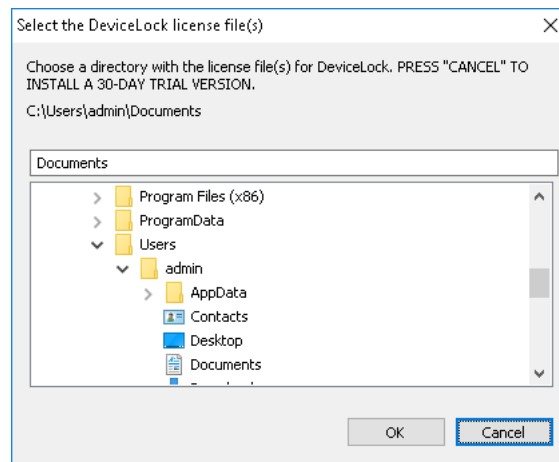 Select the DeviceLock license file(s)
Choose a directory with the license file(s) for DeviceLock. PRESS "CANCEL" TO
INSTALL A 30-DAY TRIAL VERSION.
C:\Users\admin\Documents
Documents
Program Files (x86)
ProgramData
Users
admin
AppData
Contacts
Desktop
Documents
OK
Cancel